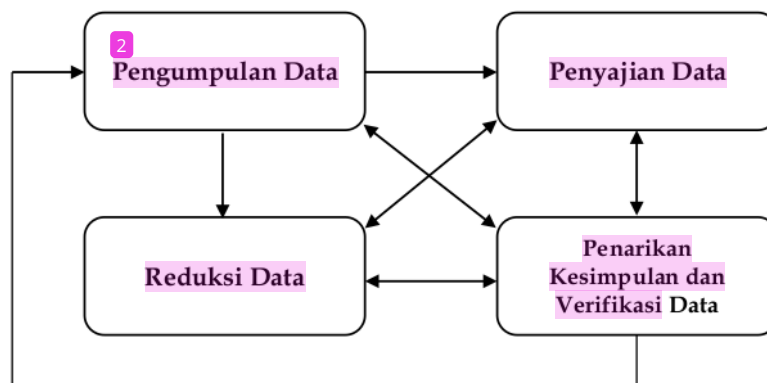 2
Pengumpulan Data
Penyajian Data
Reduksi Data
Penarikan
Kesimpulan dan
Verifikasi Data